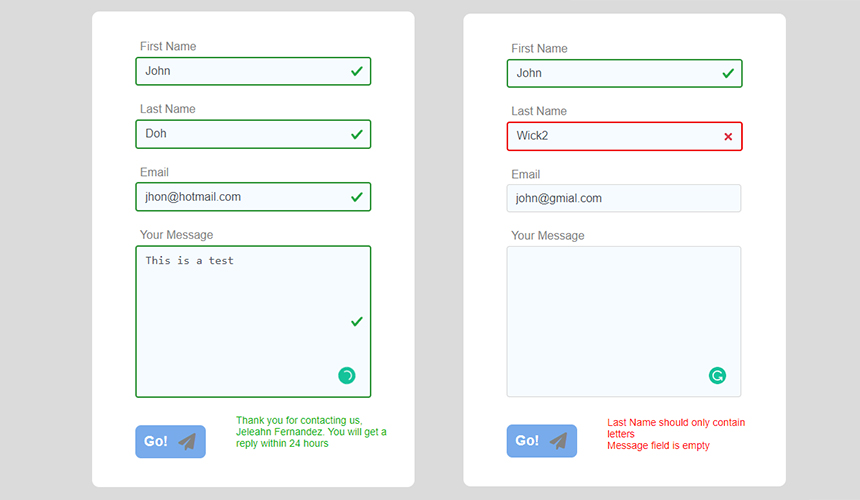 First Name
John
Last Name
Doh
Email
jhon@hotmail.com
Your Message
This is a test
Go!
Thank you for contacting us,
Jeleahn Fernandez. You will get a
reply within 24 hours
First Name
John
Last Name
Wick2
Email
john@gmial.com
Your Message
Go!
Last Name should only contain
letters
Message field is empty